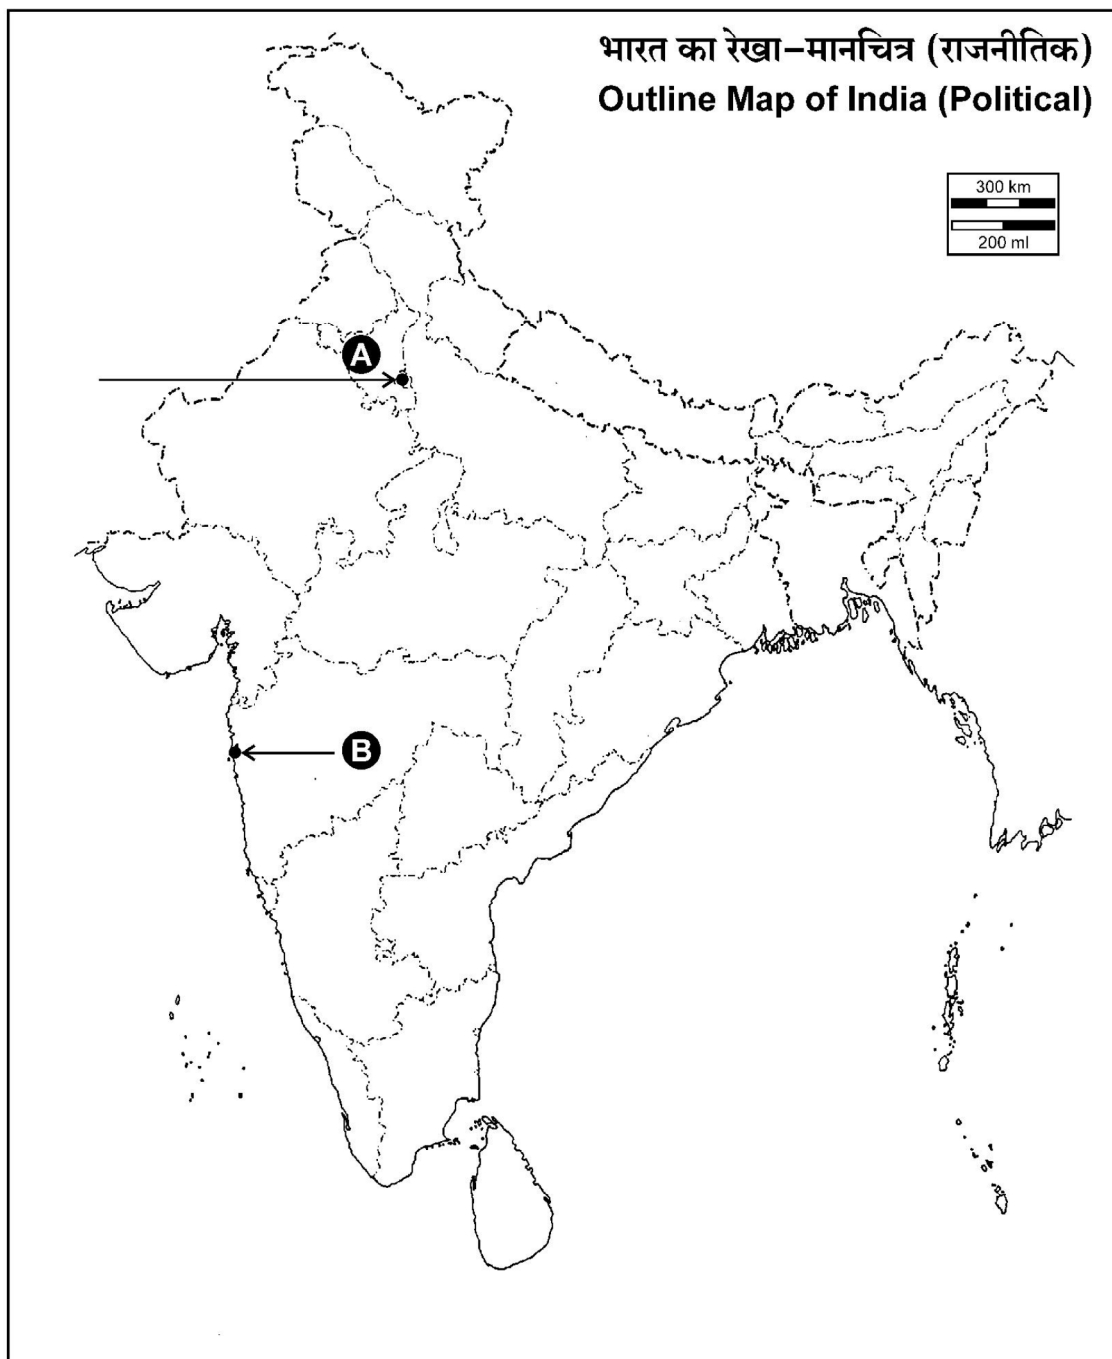 भारत का रेखा–मानचित्र (राजनीतिक)
Outline Map of India (Political)
300 km
200 ml
A
B